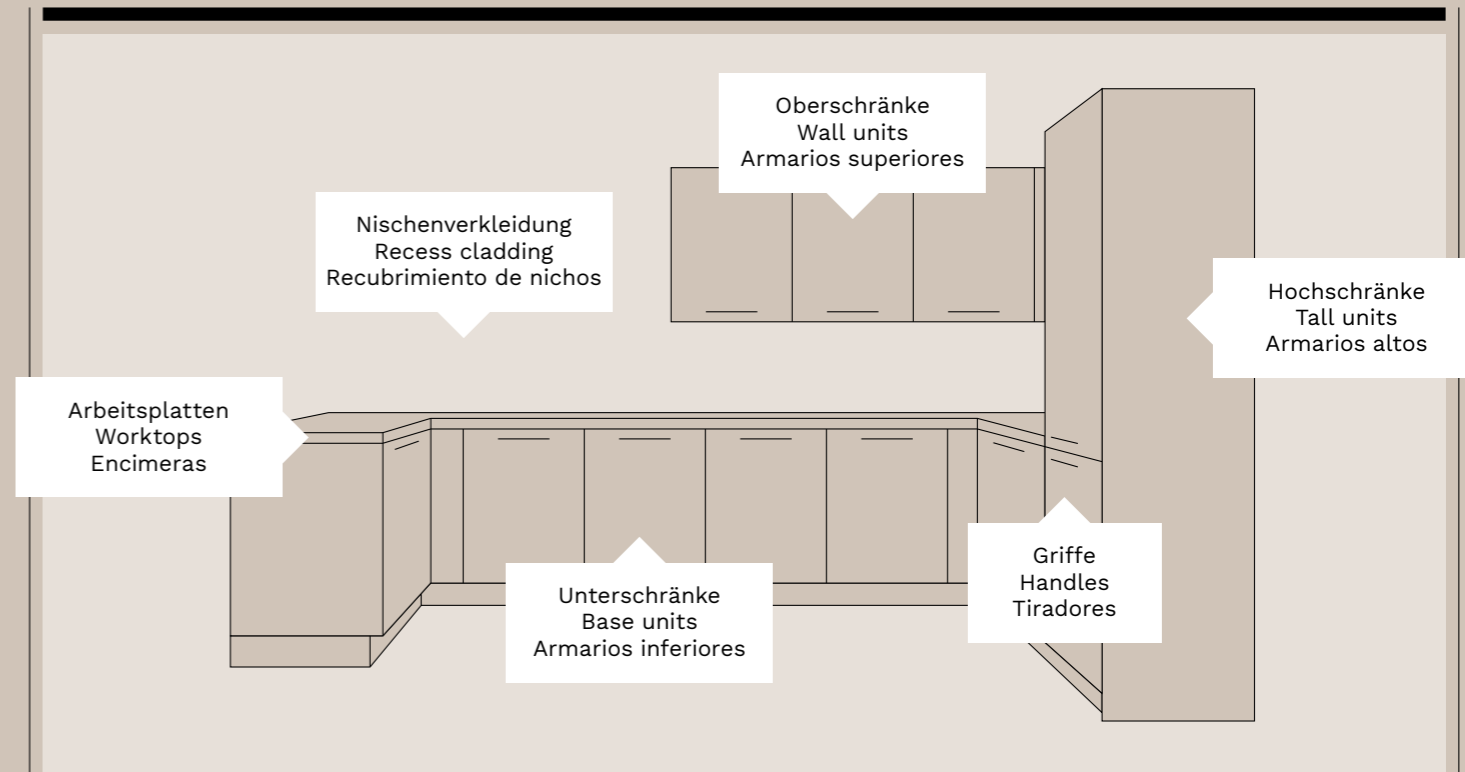 Oberschränke
Wall units
Armarios superiores
Nischenverkleidung
Recess cladding
Recubrimiento de nichos
Hochschränke
Tall units
Armarios altos
Arbeitsplatten
Worktops
Encimeras
Griffe
Handles
Tiradores
Unterschränke
Base units
Armarios inferiores